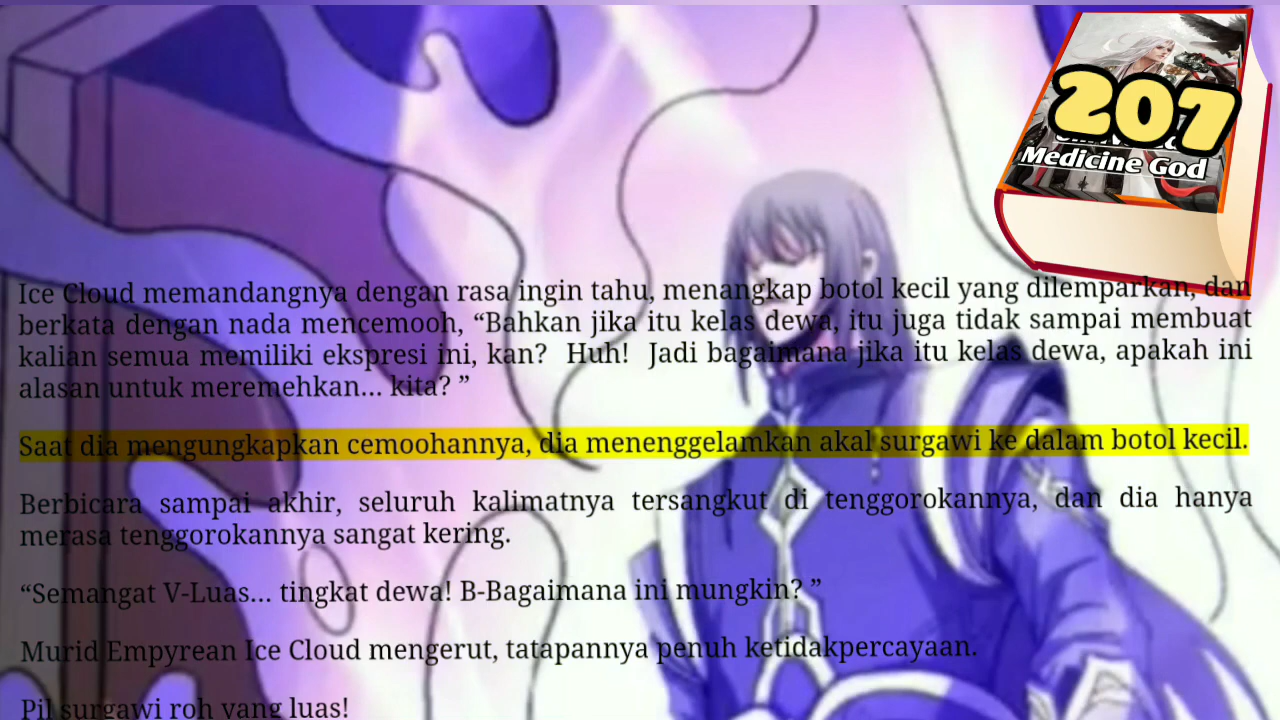 207
Medicine God
Ice Cloud memandangnya dengan rasa ingin tahu, menangkap botol kecil yang dilemparkan, dan
berkata dengan nada mencemooh, “Bahkan jika itu kelas dewa, itu juga tidak sampai membuat
kalian semua memiliki ekspresi ini, kan? Huh! Jadi bagaimana jika itu kelas dewa, apakah ini
alasan untuk meremehkan... kita? ”
Saat dia mengungkapkan cemoohannya, dia menenggelamkan akal surgawi ke dalam botol kecil.
Berbicara sampai akhir, seluruh kalimatnya tersangkut di tenggorokannya, dan dia hanya
merasa tenggorokannya sangat kering.
“Semangat V-Luas... tingkat dewa! B-Bagaimana ini mungkin? ”
Murid Empyrean Ice Cloud mengerut, tatapannya penuh ketidakpercayaan.
Pil surgawi roh yang luas!